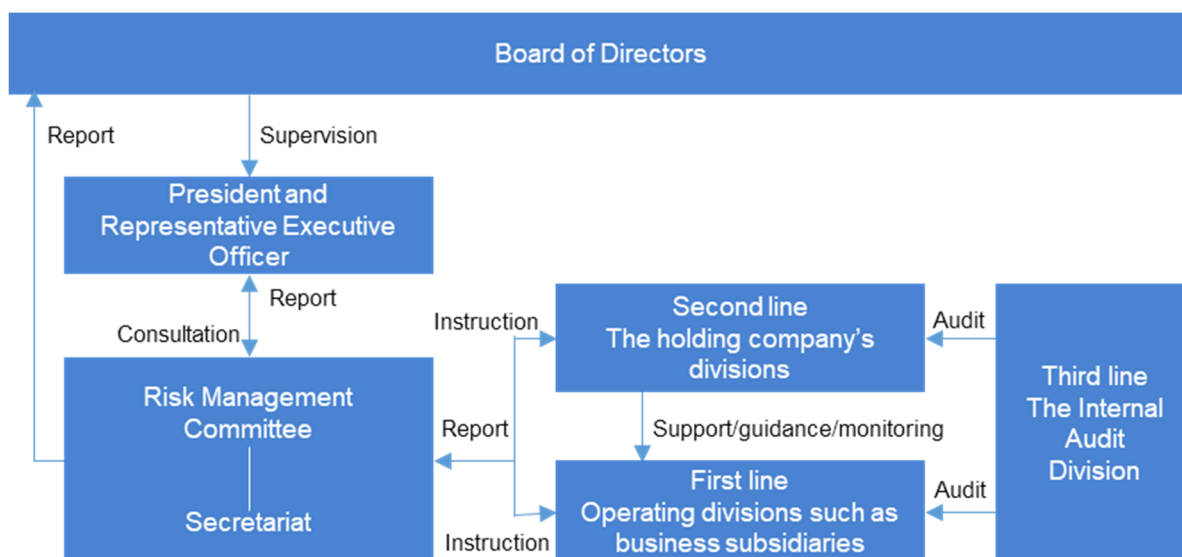 Board of Directors
Report
Supervision
President and
Representative Executive
Officer
Report
Consultation
Risk Management
Committee
Secretariat
Instruction
Report
Instruction
Second line
The holding company's
divisions
Support/guidance/monitoring
First line
Operating divisions such as
business subsidiaries
Audit
Audit
Third line
The Internal
Audit
Division